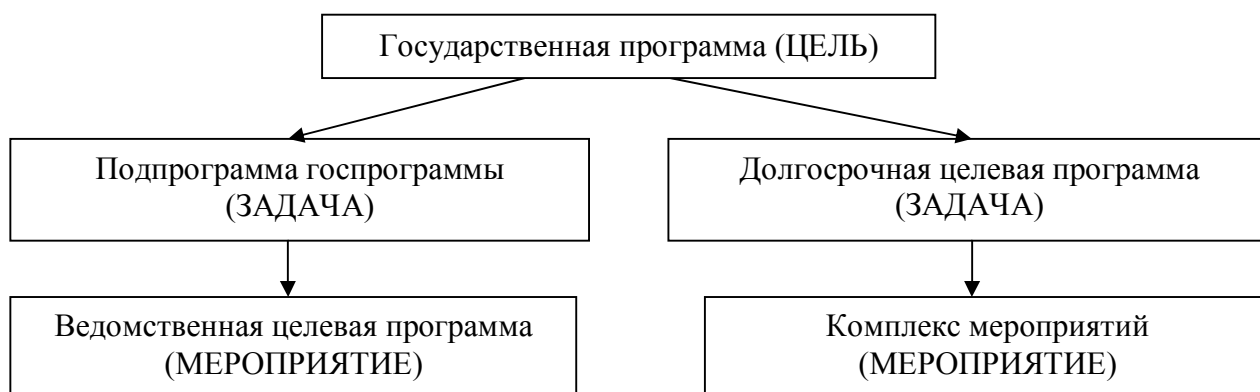 Государственная программа (ЦЕЛЬ)
Подпрограмма госпрограммы
(ЗАДАЧА)
Долгосрочная целевая программа
(ЗАДАЧА)
Ведомственная целевая программа
(МЕРОПРИЯТИЕ)
Комплекс мероприятий
(МЕРОПРИЯТИЕ)